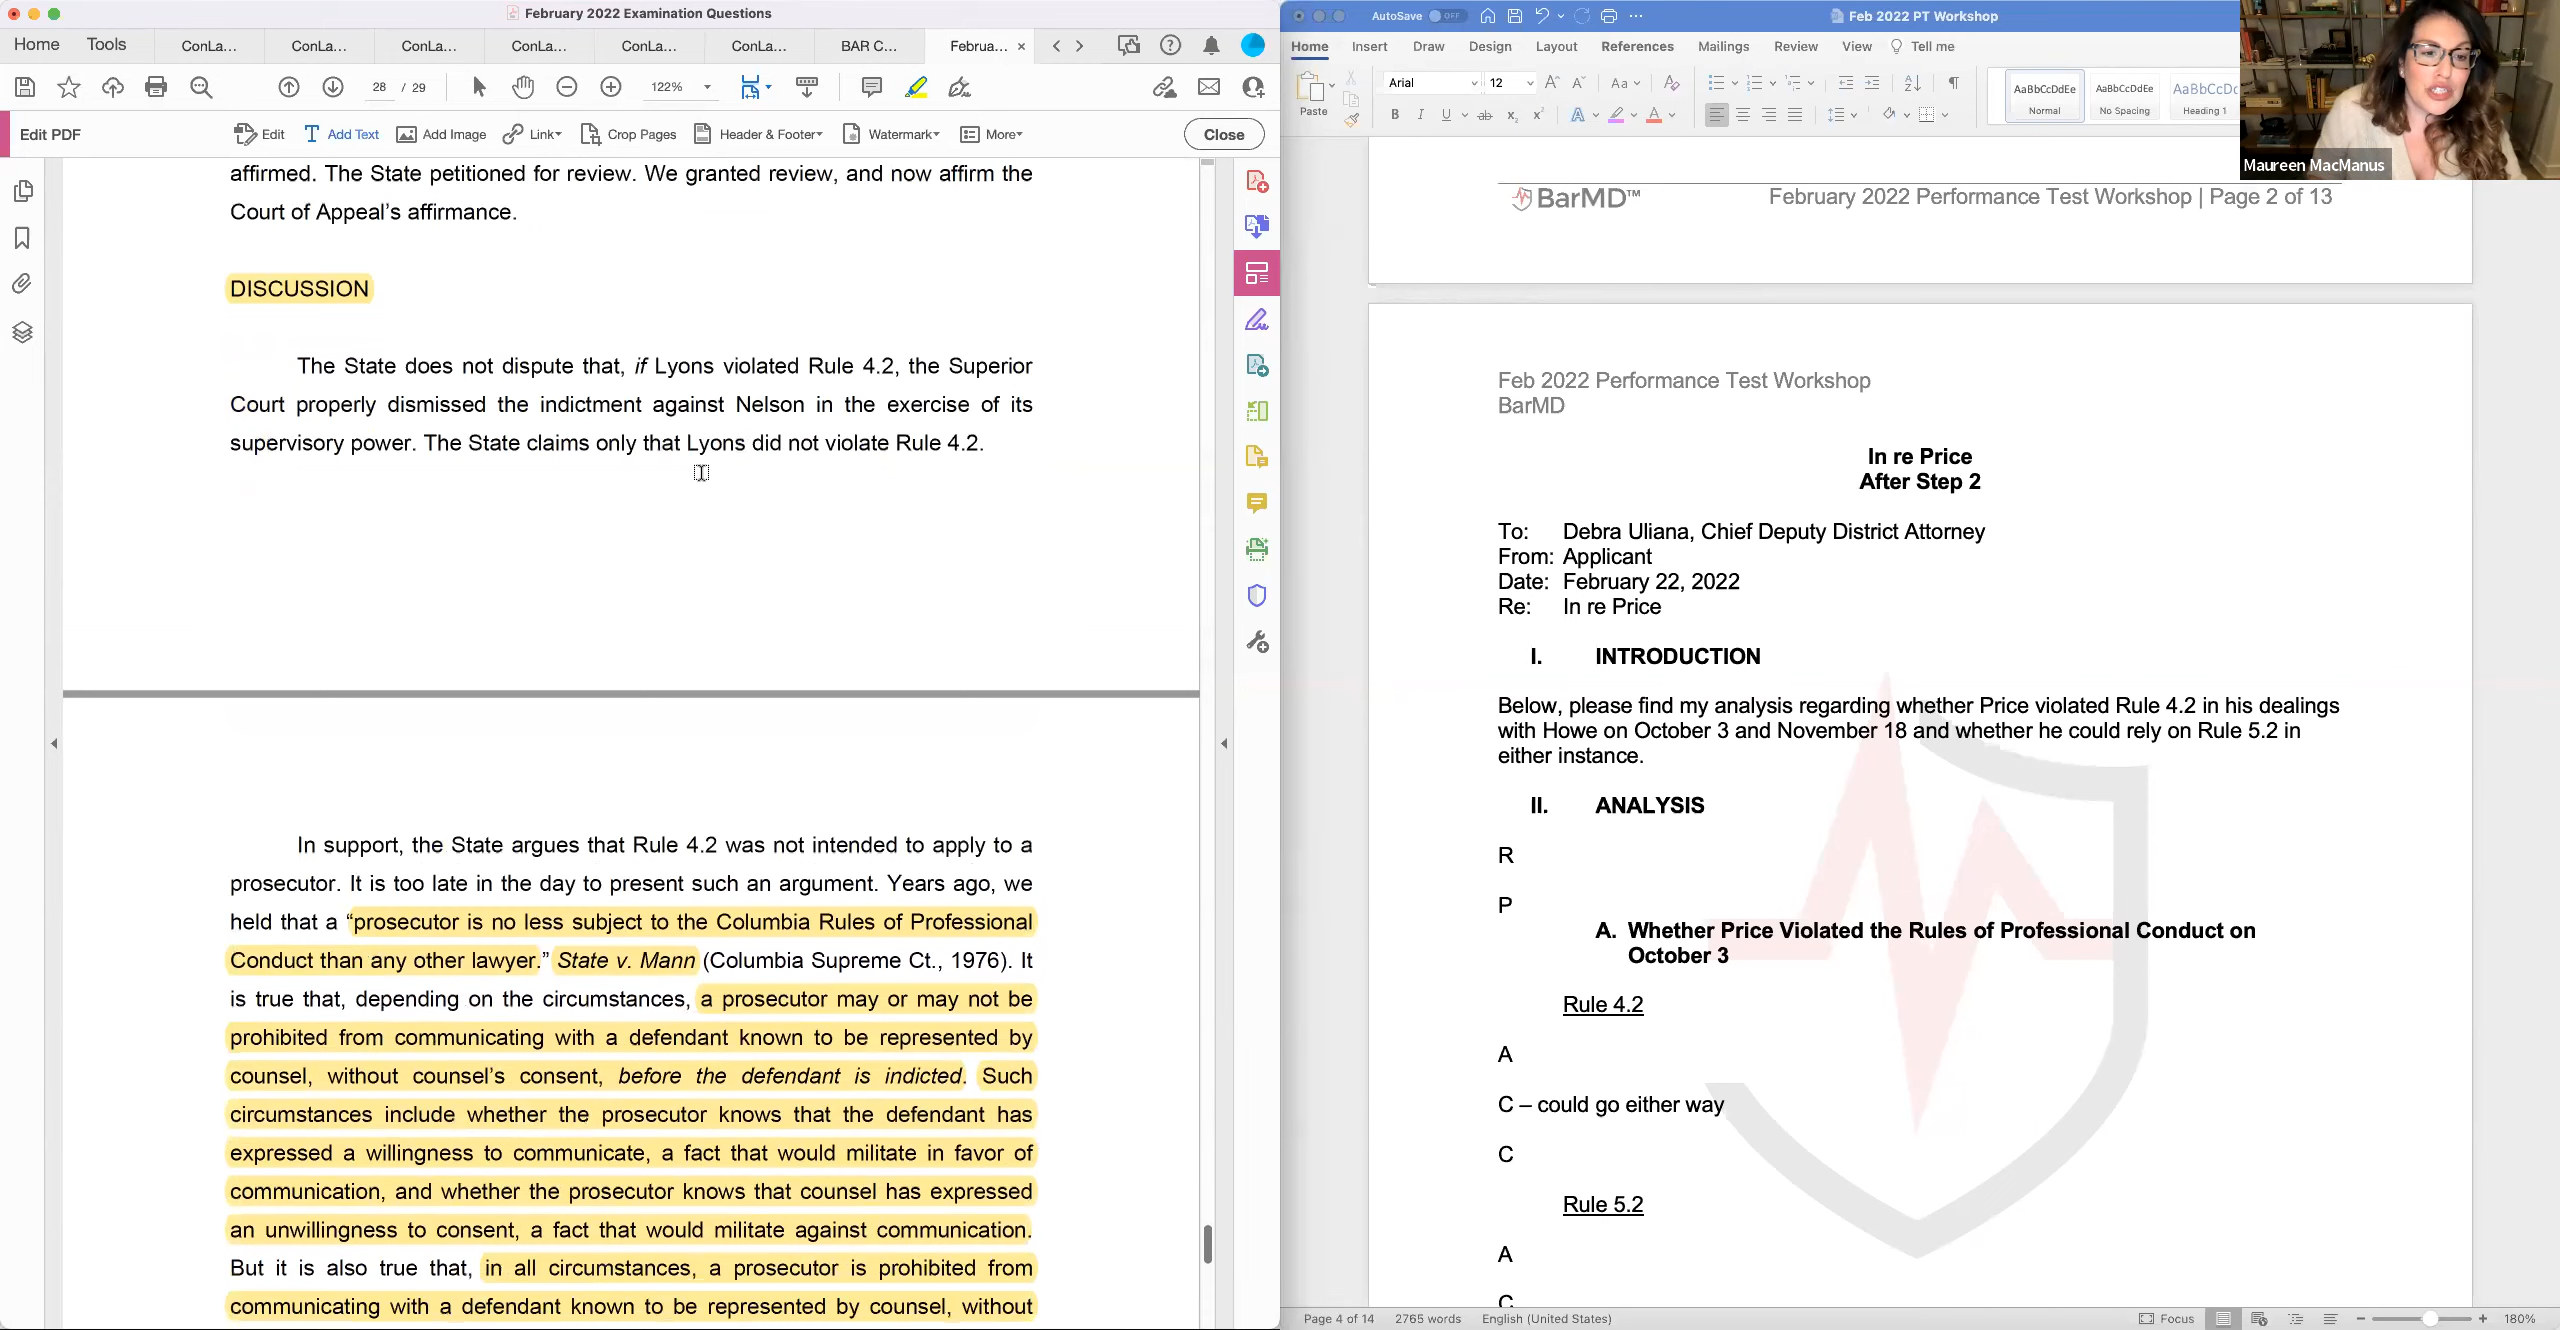 February 2022 Examination Questions
Home Tools ConLa... ConLa... ConLa... ConLa... ConLa... ConLa... BAR C... Februa... ×
28 / 29 122%
Edit PDF Edit Add Text Add Image Link Crop Pages Header & Footer Watermark More Close
affirmed. The State petitioned for review. We granted review, and now affirm the
Court of Appeal's affirmance.
DISCUSSION
The State does not dispute that, if Lyons violated Rule 4.2, the Superior
Court properly dismissed the indictment against Nelson in the exercise of its
supervisory power. The State claims only that Lyons did not violate Rule 4.2.
In support, the State argues that Rule 4.2 was not intended to apply to a
prosecutor. It is too late in the day to present such an argument. Years ago, we
held that a “prosecutor is no less subject to the Columbia Rules of Professional
Conduct than any other lawyer.” State v. Mann (Columbia Supreme Ct., 1976). It
is true that, depending on the circumstances, a prosecutor may or may not be
prohibited from communicating with a defendant known to be represented by
counsel, without counsel's consent, before the defendant is indicted. Such
circumstances include whether the prosecutor knows that the defendant has
expressed a willingness to communicate, a fact that would militate in favor of
communication, and whether the prosecutor knows that counsel has expressed
an unwillingness to consent, a fact that would militate against communication.
But it is also true that, in all circumstances, a prosecutor is prohibited from
communicating with a defendant known to be represented by counsel, without
AutoSave OFF Feb 2022 PT Workshop
Home Insert Draw Design Layout References Mailings Review View Tell me
Paste Arial 12 Aa
B I U ab x₂ x² A A
AaBbCcDdEe AaBbCcDdEe AaBbCcDc
Normal No Spacing Heading 1
Maureen MacManus
BarMD™ February 2022 Performance Test Workshop | Page 2 of 13
Feb 2022 Performance Test Workshop
BarMD
In re Price
After Step 2
To: Debra Uliana, Chief Deputy District Attorney
From: Applicant
Date: February 22, 2022
Re: In re Price
I. INTRODUCTION
Below, please find my analysis regarding whether Price violated Rule 4.2 in his dealings
with Howe on October 3 and November 18 and whether he could rely on Rule 5.2 in
either instance.
II. ANALYSIS
R
P
A. Whether Price Violated the Rules of Professional Conduct on
October 3
Rule 4.2
A
C – could go either way
C
Rule 5.2
A
C
Page 4 of 14 2765 words English (United States) Focus 180%